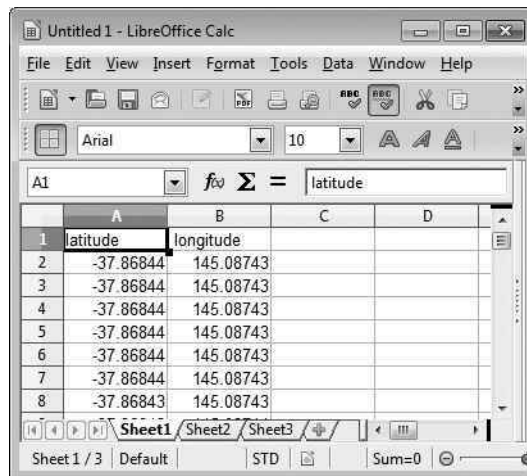 Untitled 1 - LibreOffice Calc
File Edit View Insert Format Tools Data Window Help
PDF ABC ABC »
Arial 10 »
A1 f(x) Σ = latitude
A B C D
1 latitude longitude
2 -37.86844 145.08743
3 -37.86844 145.08743
4 -37.86844 145.08743
5 -37.86844 145.08743
6 -37.86844 145.08743
7 -37.86844 145.08743
8 -37.86843 145.08743
Sheet1 Sheet2 Sheet3
Sheet 1 / 3 Default STD Sum=0